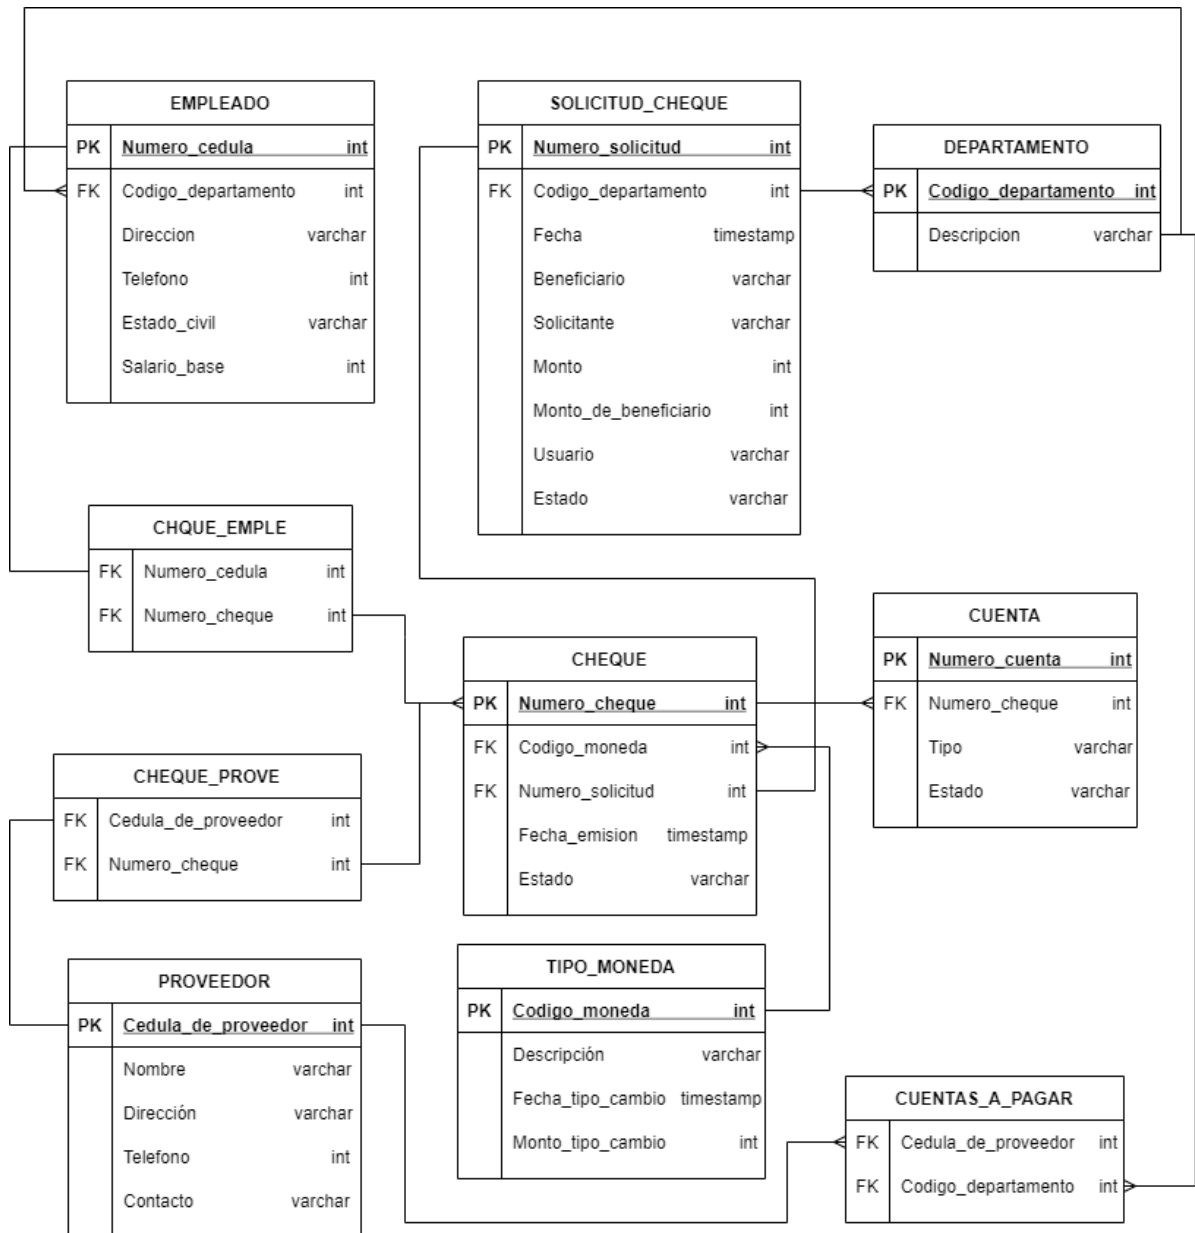 EMPLEADO
PK Numero_cedula int
FK Codigo_departamento int
Direccion varchar
Telefono int
Estado_civil varchar
Salario_base int
SOLICITUD_CHEQUE
PK Numero_solicitud int
FK Codigo_departamento int
Fecha timestamp
Beneficiario varchar
Solicitante varchar
Monto int
Monto_de_beneficiario int
Usuario varchar
Estado varchar
DEPARTAMENTO
PK Codigo_departamento int
Descripcion varchar
CHQUE_EMPLE
FK Numero_cedula int
FK Numero_cheque int
CHEQUE
PK Numero_cheque int
FK Codigo_moneda int
FK Numero_solicitud int
Fecha_emision timestamp
Estado varchar
CUENTA
PK Numero_cuenta int
FK Numero_cheque int
Tipo varchar
Estado varchar
CHEQUE_PROVE
FK Cedula_de_proveedor int
FK Numero_cheque int
PROVEEDOR
PK Cedula_de_proveedor int
Nombre varchar
Dirección varchar
Telefono int
Contacto varchar
TIPO_MONEDA
PK Codigo_moneda int
Descripción varchar
Fecha_tipo_cambio timestamp
Monto_tipo_cambio int
CUENTAS_A_PAGAR
FK Cedula_de_proveedor int
FK Codigo_departamento int